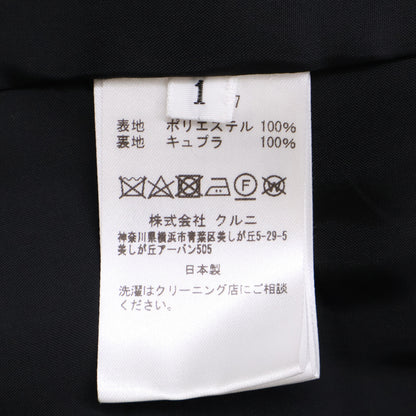 1
7
表地 ポリエステル 100%
裏地 キュプラ 100%
F W
株式会社 クルニ
神奈川県横浜市青葉区美しが丘5-29-5
美しが丘アーバン505
日本製
洗濯はクリーニング店にご相談
ください。